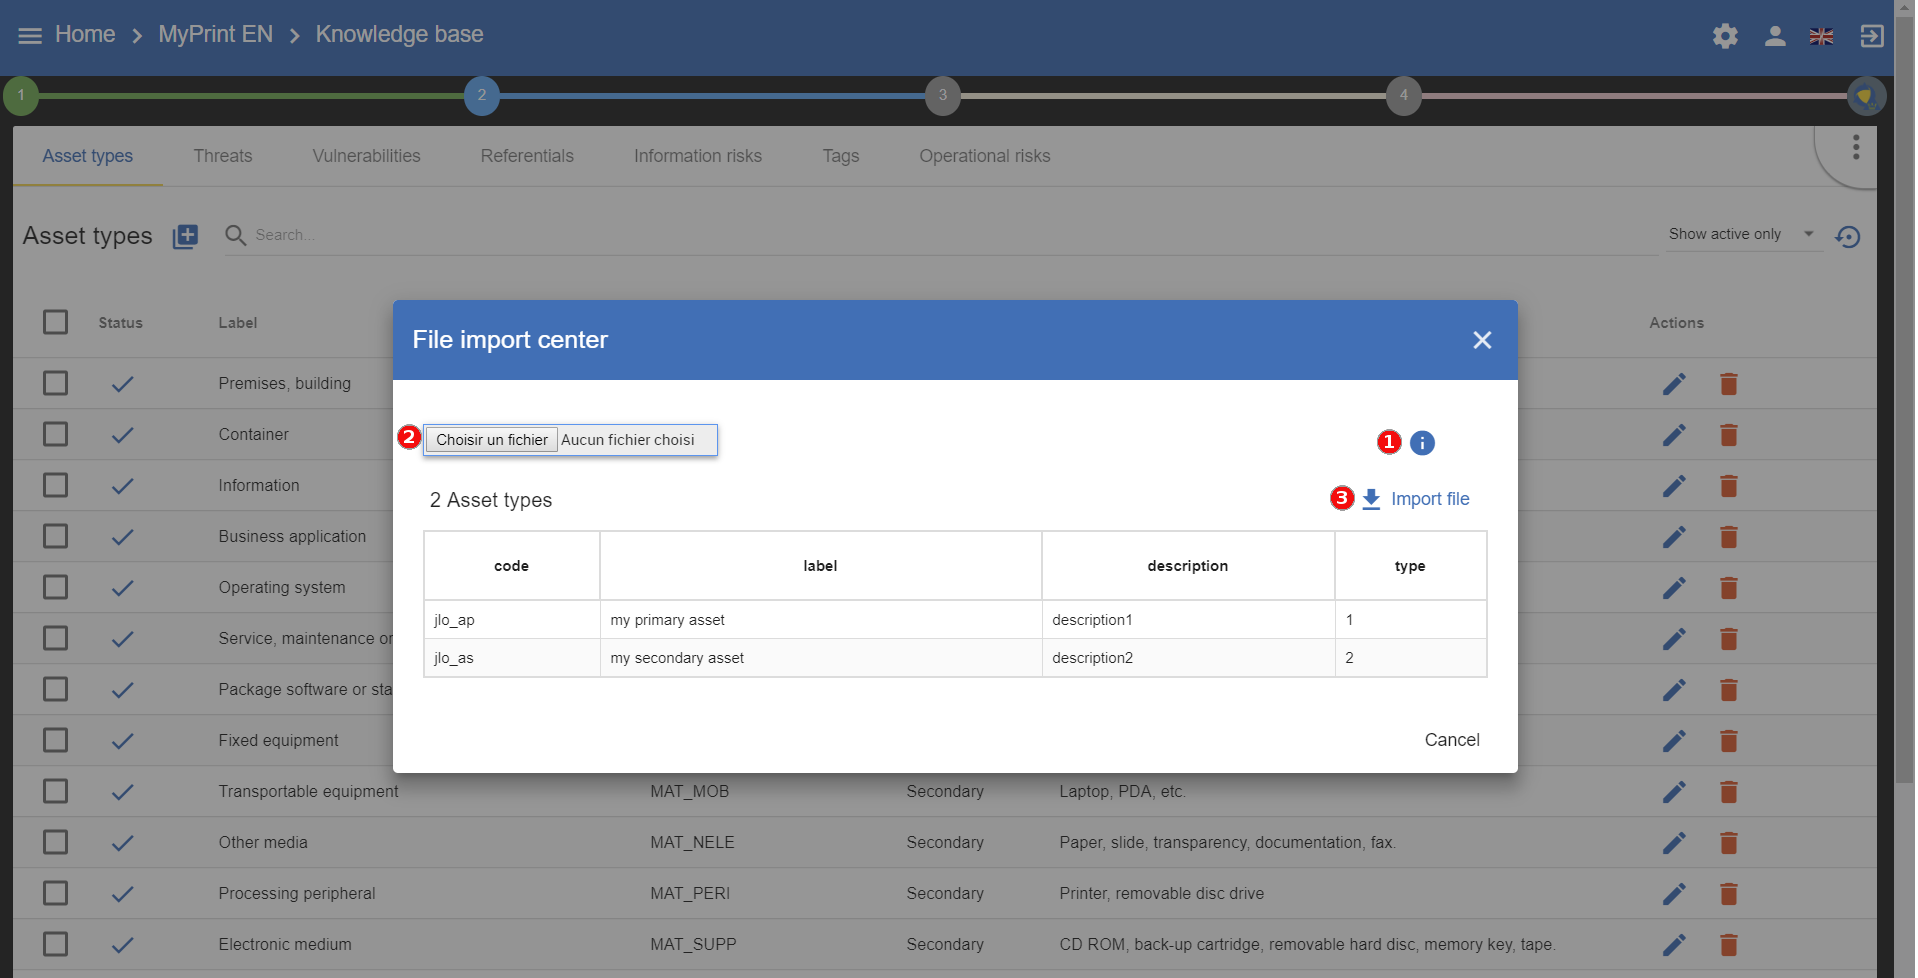 Home > MyPrint EN > Knowledge base
1 2 3 4
Asset types Threats Vulnerabilities Referentials Information risks Tags Operational risks
Asset types Search... Show active only
Status Label Actions
File import center
Premises, building
Container
2 Choisir un fichier Aucun fichier choisi 1 i
Information
2 Asset types 3 Import file
Business application
code label description type
Operating system
jlo_ap my primary asset description1 1
Service, maintenance or
jlo_as my secondary asset description2 2
Package software or sta
Fixed equipment
Cancel
Transportable equipment MAT_MOB Secondary Laptop, PDA, etc.
Other media MAT_NELE Secondary Paper, slide, transparency, documentation, fax.
Processing peripheral MAT_PERI Secondary Printer, removable disc drive
Electronic medium MAT_SUPP Secondary CD ROM, back-up cartridge, removable hard disc, memory key, tape.